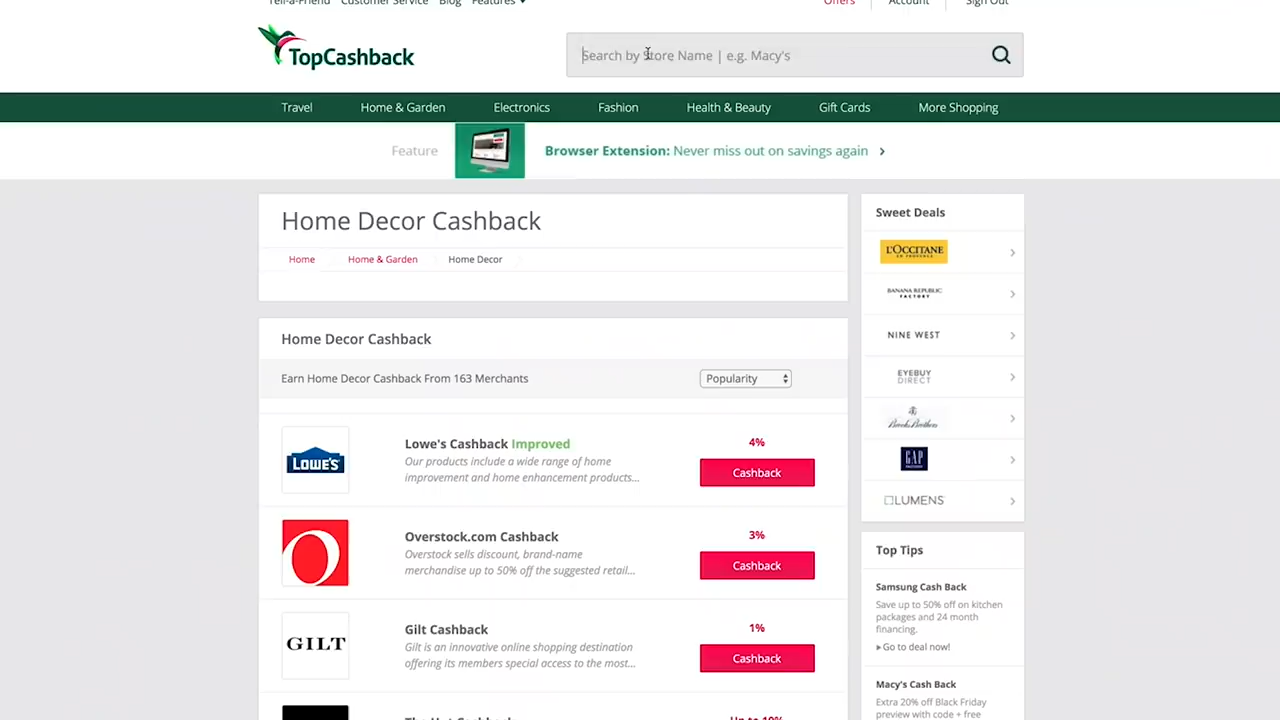 Tell-a-Friend Customer Service Blog Features
Offers Account Sign Out
TopCashback
Search by Store Name | e.g. Macy's
Travel Home & Garden Electronics Fashion Health & Beauty Gift Cards More Shopping
Feature
Browser Extension: Never miss out on savings again
Home Decor Cashback
Home Home & Garden Home Decor
Home Decor Cashback
Earn Home Decor Cashback From 163 Merchants
Popularity
LOWE'S
Lowe's Cashback Improved
Our products include a wide range of home
improvement and home enhancement products...
4%
Cashback
Overstock.com Cashback
Overstock sells discount, brand-name
merchandise up to 50% off the suggested retail...
3%
Cashback
GILT
Gilt Cashback
Gilt is an innovative online shopping destination
offering its members special access to the most...
1%
Cashback
The Hut Cashback
Up to 10%
Sweet Deals
L'OCCITANE
EN PROVENCE
BANANA REPUBLIC
FACTORY
NINE WEST
EYEBUY
DIRECT
Brooks Brothers
GAP
LUMENS
Top Tips
Samsung Cash Back
Save up to 50% off on kitchen
packages and 24 month
financing.
Go to deal now!
Macy's Cash Back
Extra 20% off Black Friday
preview with code + free